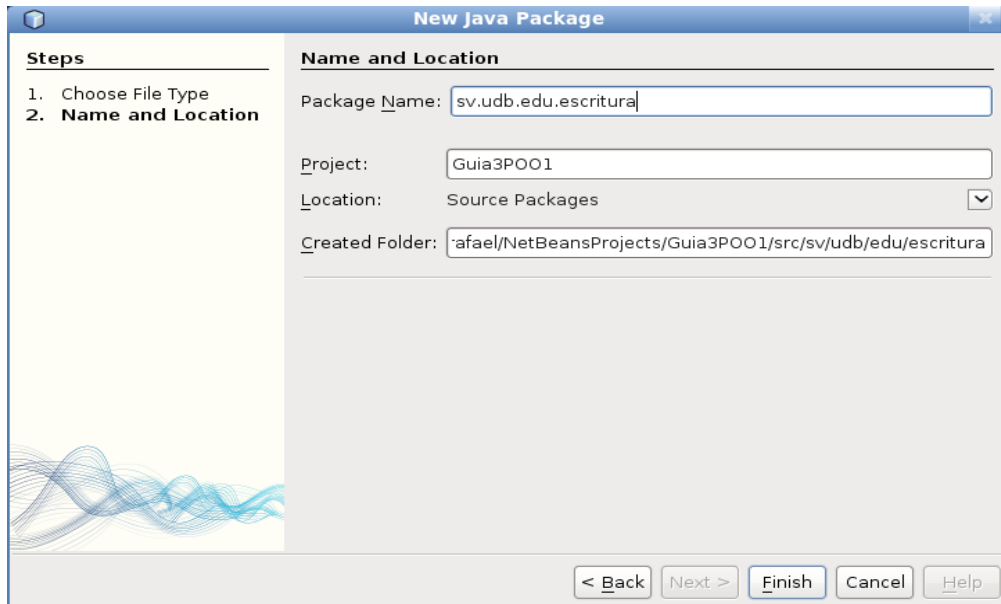 New Java Package
Steps
1. Choose File Type
2. Name and Location
Name and Location
Package Name: sv.udb.edu.escritura
Project: Guia3POO1
Location: Source Packages
Created Folder: afael/NetBeansProjects/Guia3POO1/src/sv/udb/edu/escritura
< Back Next > Finish Cancel Help